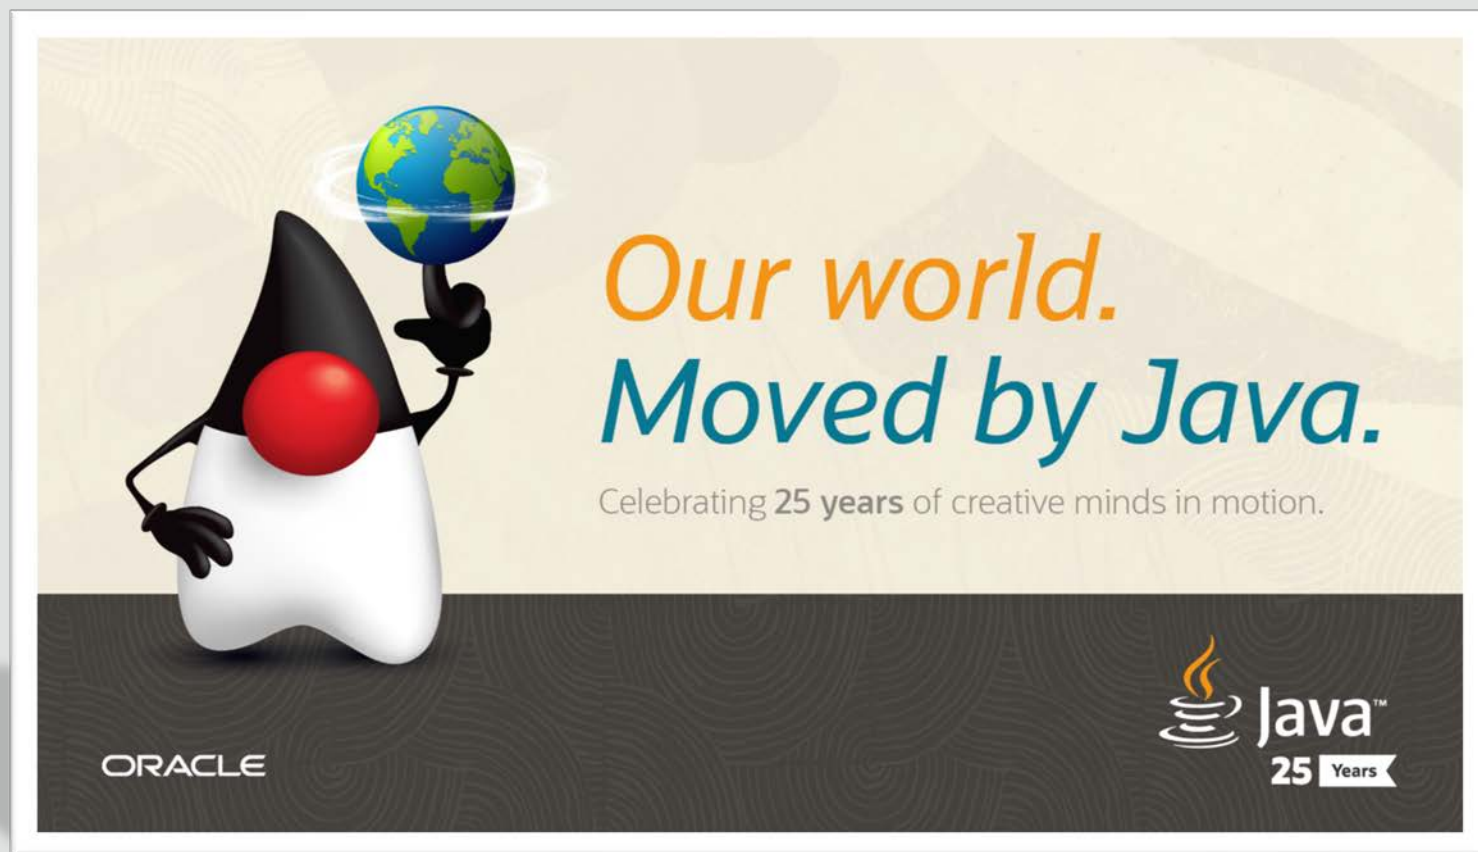 Our world.
Moved by Java.
Celebrating 25 years of creative minds in motion.
ORACLE
Java™
25 Years